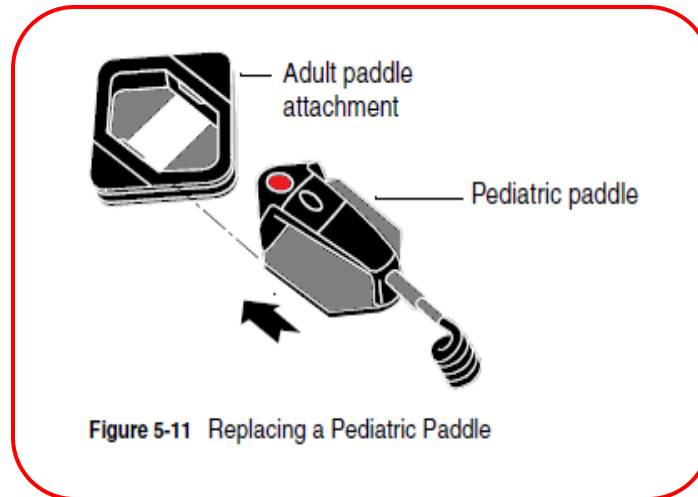 Adult paddle
attachment
Pediatric paddle
Figure 5-11 Replacing a Pediatric Paddle